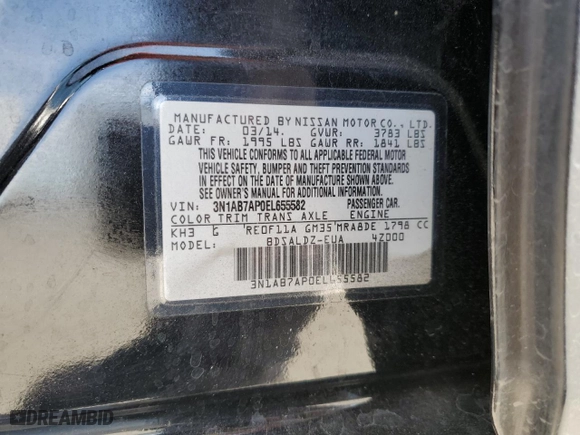 MANUFACTURED BY NISSAN MOTOR CO., LTD.
DATE: 03/14. GVWR: 3783 LBS
GAWR FR: 1995 LBS GAWR RR: 1841 LBS
THIS VEHICLE CONFORMS TO ALL APPLICABLE FEDERAL MOTOR
VEHICLE SAFETY, BUMPER AND THEFT PREVENTION STANDARDS
IN EFFECT ON THE DATE OF MANUFACTURE SHOWN ABOVE.
SEE OWNER'S MANUAL FOR ADDITIONAL INFORMATION.
VIN: 3N1AB7AP0EL655582 PASSENGER CAR.
COLOR TRIM TRANS AXLE ENGINE
KH3 G RE0F11A GM35 MRA8DE 1798 CC
MODEL: BDSALDZ-EUA 4Z000
3N1AB7AP0EL655582
DREAMBID